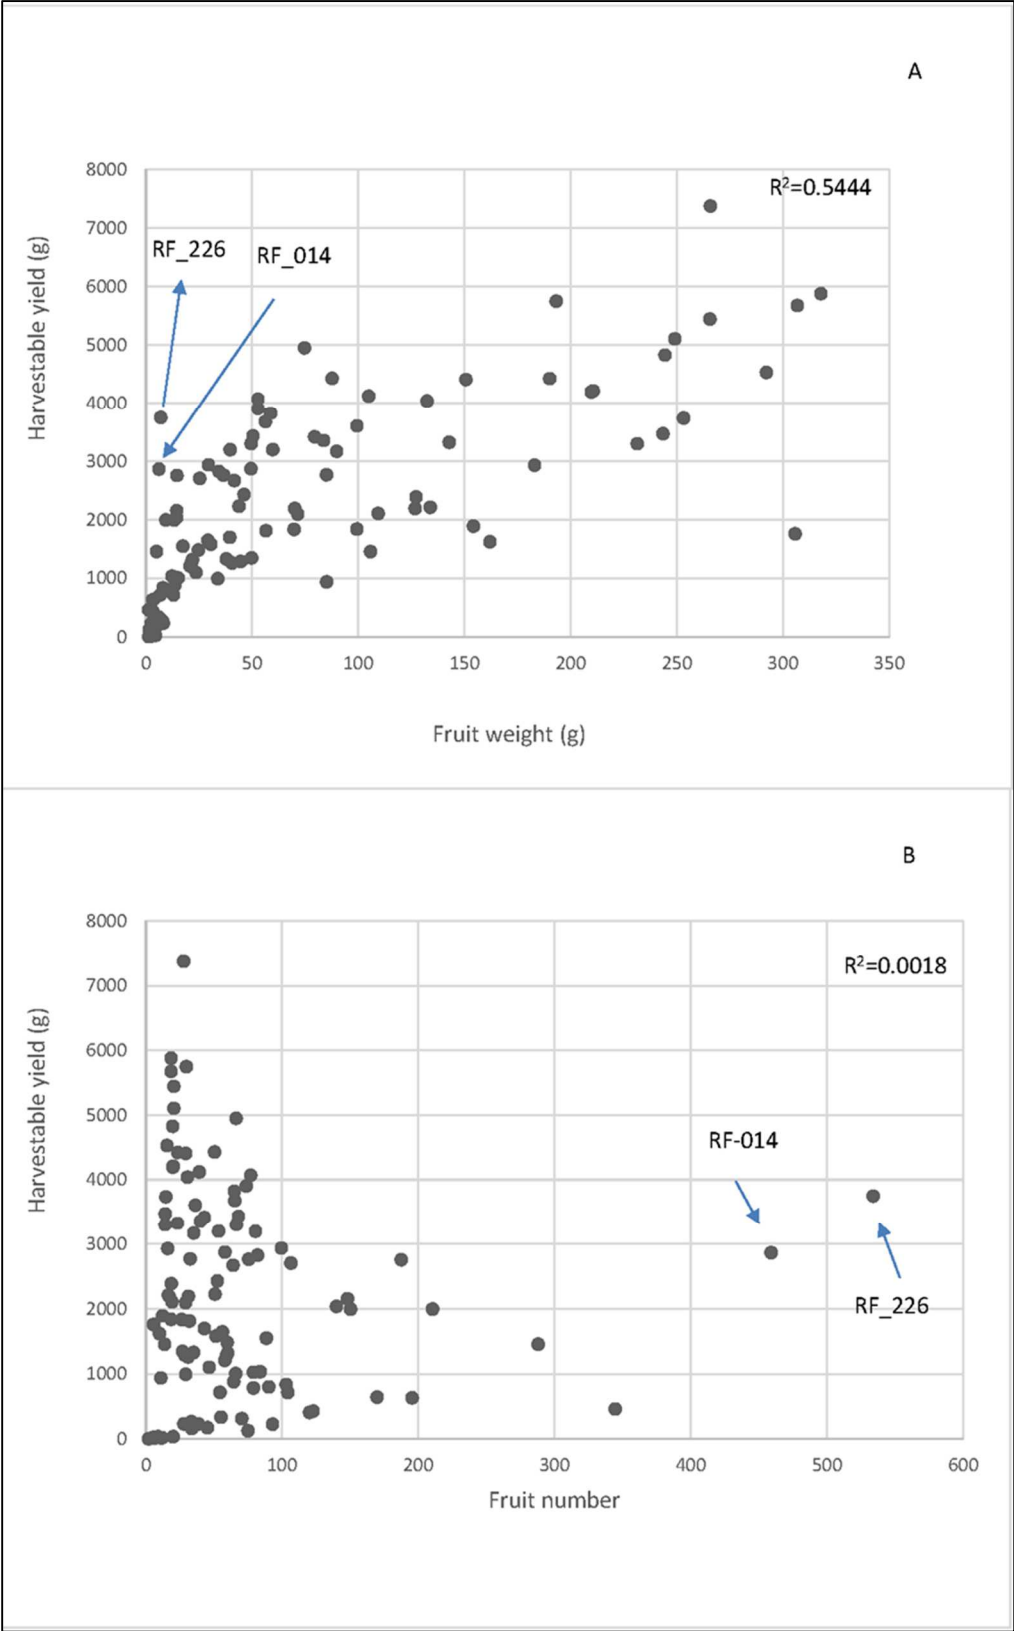 A
8000
R²=0.5444
7000
RF_226
RF_014
6000
5000
4000
3000
2000
1000
0
Harvestable yield (g)
0 50 100 150 200 250 300 350
Fruit weight (g)
B
8000
R²=0.0018
7000
6000
5000
RF-014
4000
3000
RF_226
2000
1000
0
Harvestable yield (g)
0 100 200 300 400 500 600
Fruit number